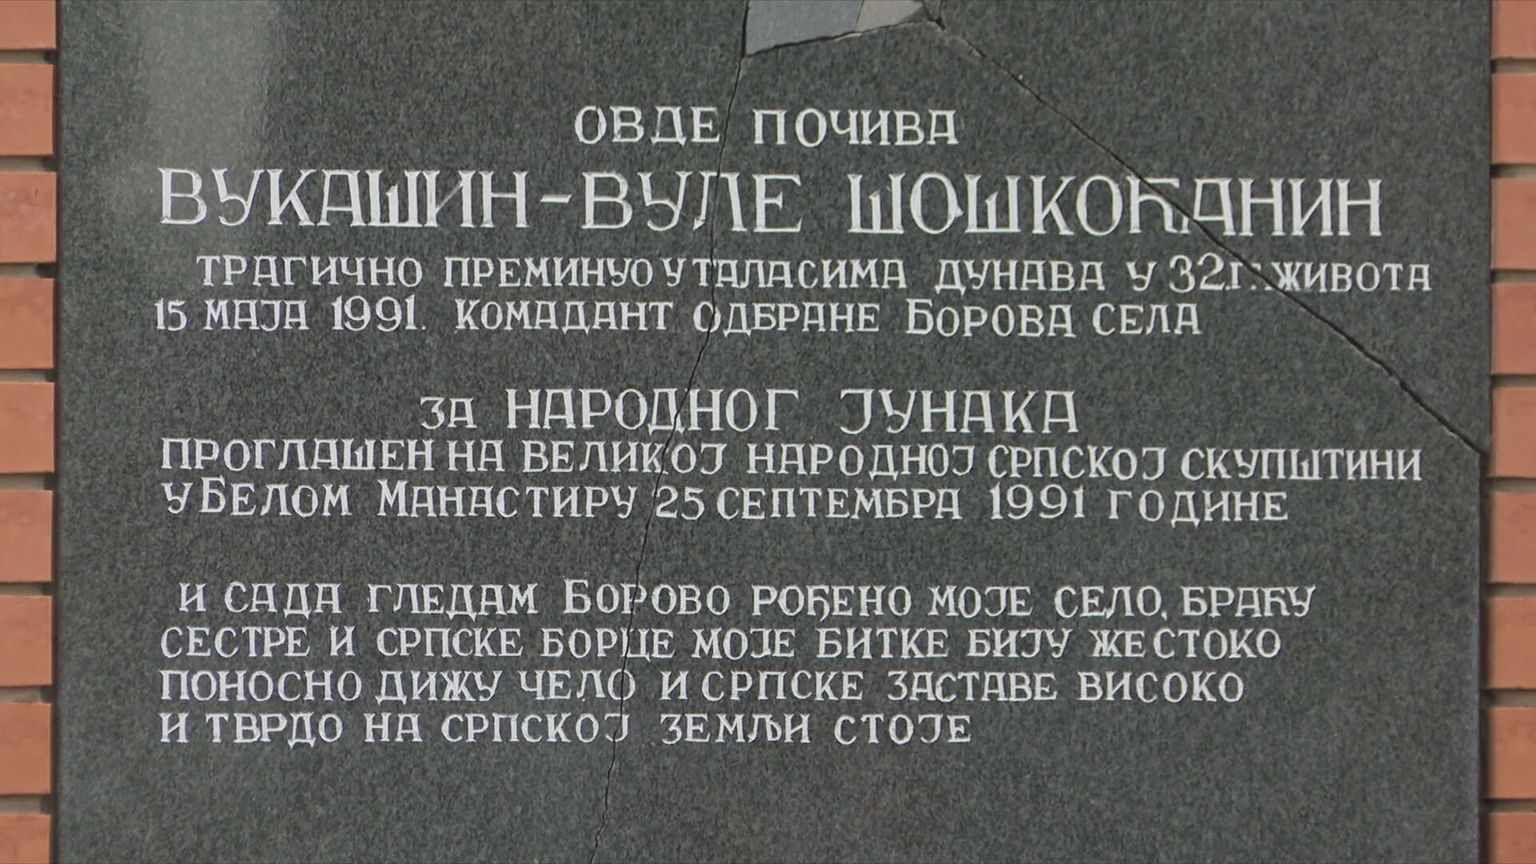 ОВДЕ ПОЧИВА
ВУКАШИН-ВУЛЕ ШОШКОЋАНИН
ТРАГИЧНО ПРЕМИНУО У ТАЛАСИМА ДУНАВА У 32.Г. ЖИВОТА
15 МАЈА 1991. КОМАДАНТ ОДБРАНЕ БОРОВА СЕЛА
ЗА НАРОДНОГ ЈУНАКА
ПРОГЛАШЕН НА ВЕЛИКОЈ НАРОДНОЈ СРПСКОЈ СКУПШТИНИ
У БЕЛОМ МАНАСТИРУ 25 СЕПТЕМБРА 1991 ГОДИНЕ
И САДА ГЛЕДАМ БОРОВО РОЂЕНО МОЈЕ СЕЛО, БРАЋУ
СЕСТРЕ И СРПСКЕ БОРЦЕ МОЈЕ БИТКЕ БИЈУ ЖЕСТОКО
ПОНОСНО ДИЖУ ЧЕЛО И СРПСКЕ ЗАСТАВЕ ВИСОКО
И ТВРДО НА СРПСКОЈ ЗЕМЉИ СТОЈЕ